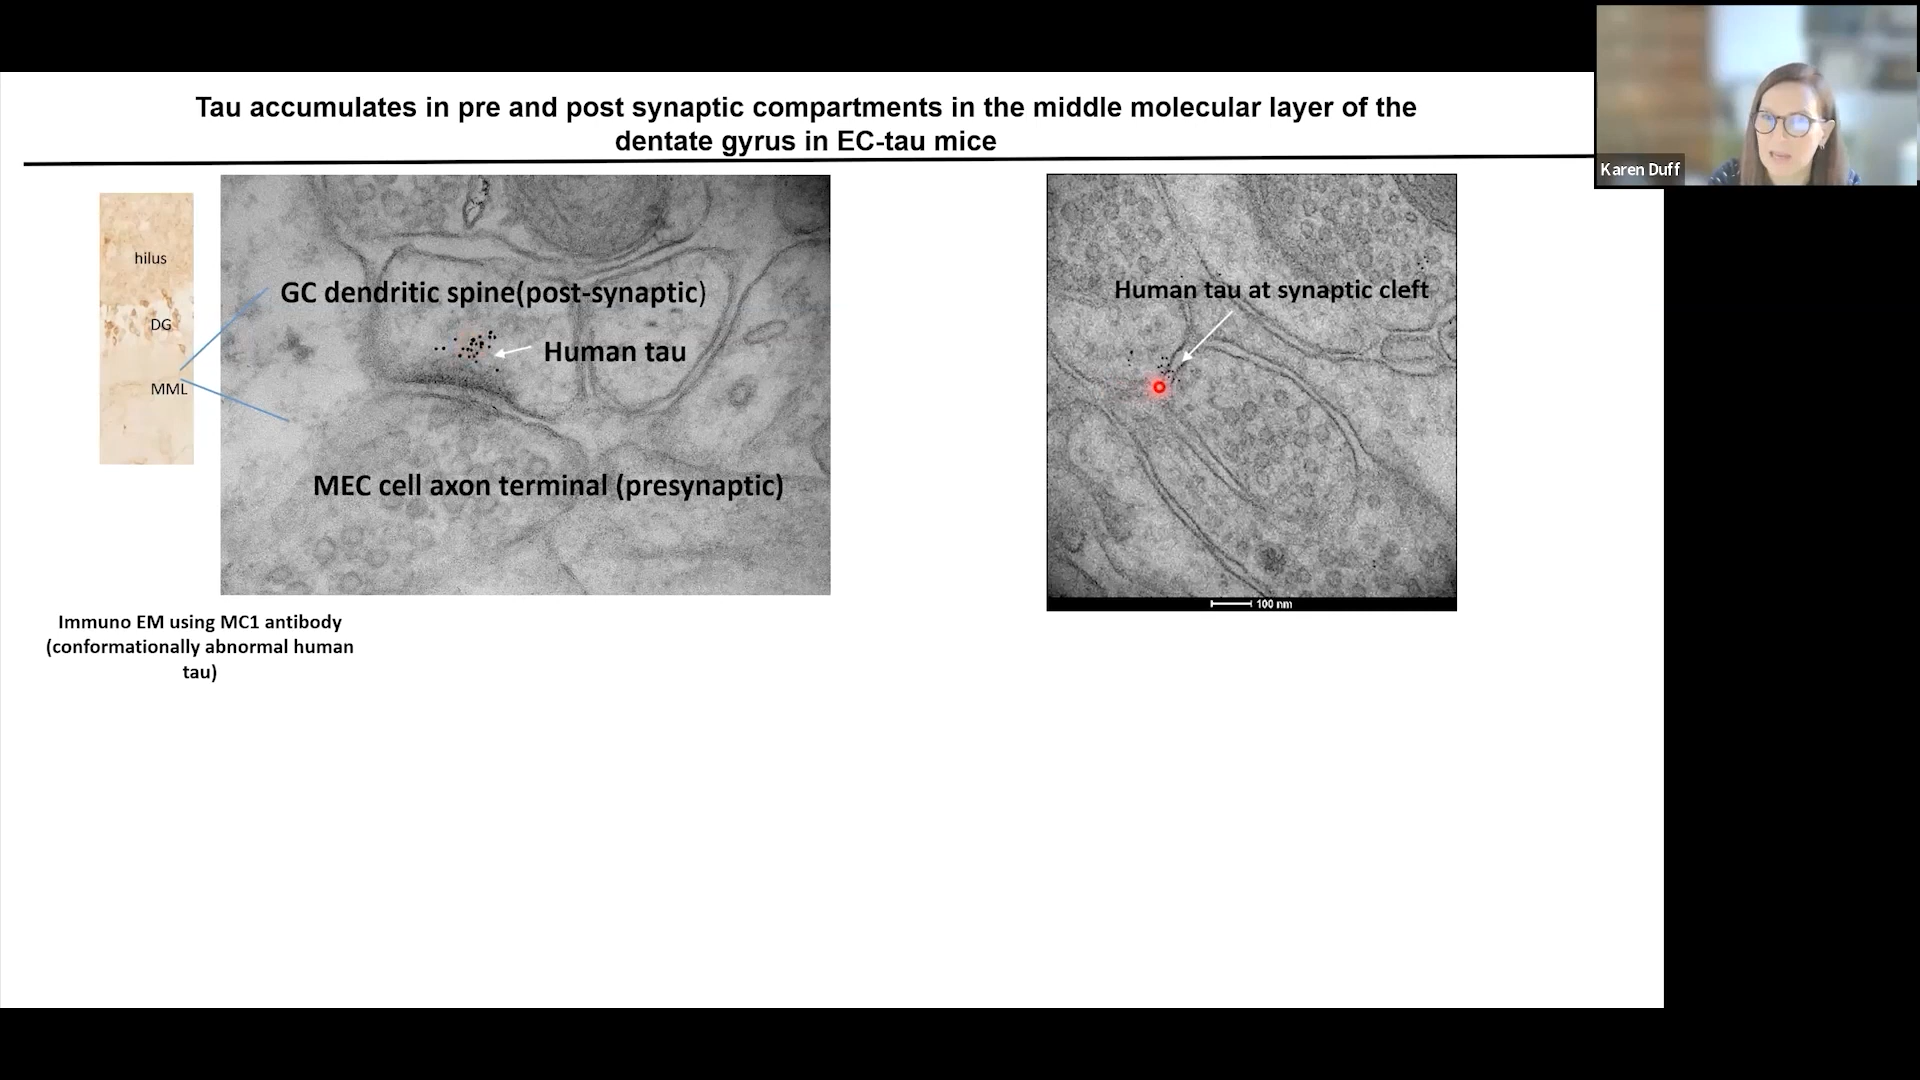 Tau accumulates in pre and post synaptic compartments in the middle molecular layer of the
dentate gyrus in EC-tau mice
Karen Duff
hilus
DG
MML
GC dendritic spine(post-synaptic)
Human tau
MEC cell axon terminal (presynaptic)
Human tau at synaptic cleft
100 nm
Immuno EM using MC1 antibody
(conformationally abnormal human
tau)